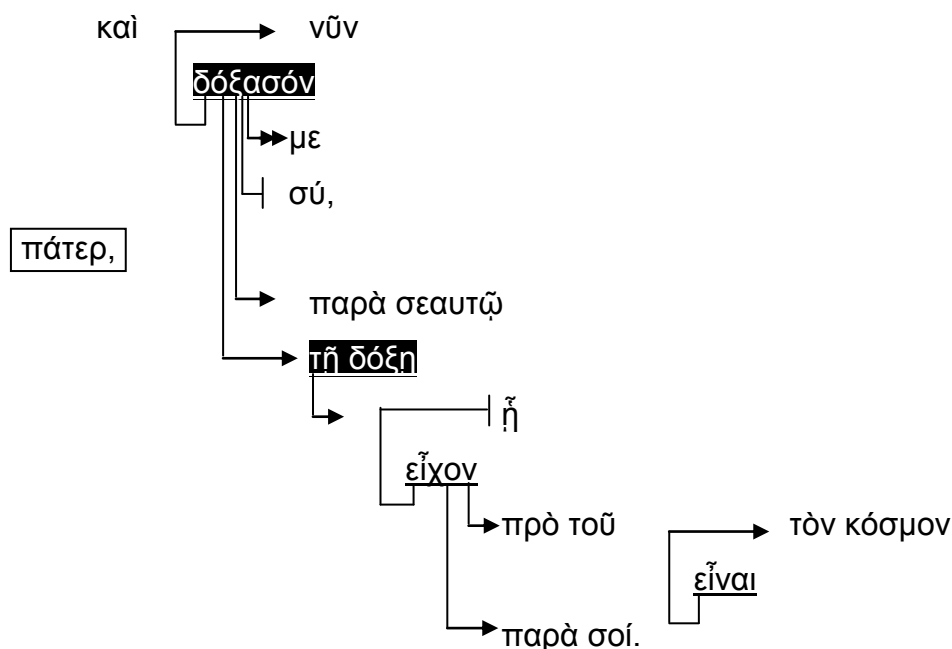 καὶ νῦν
δόξασόν
με
σύ,
πάτερ,
παρὰ σεαυτῷ
τῇ δόξῃ
ᾗ
εἶχον
πρὸ τοῦ τὸν κόσμον
εἶναι
παρὰ σοί.